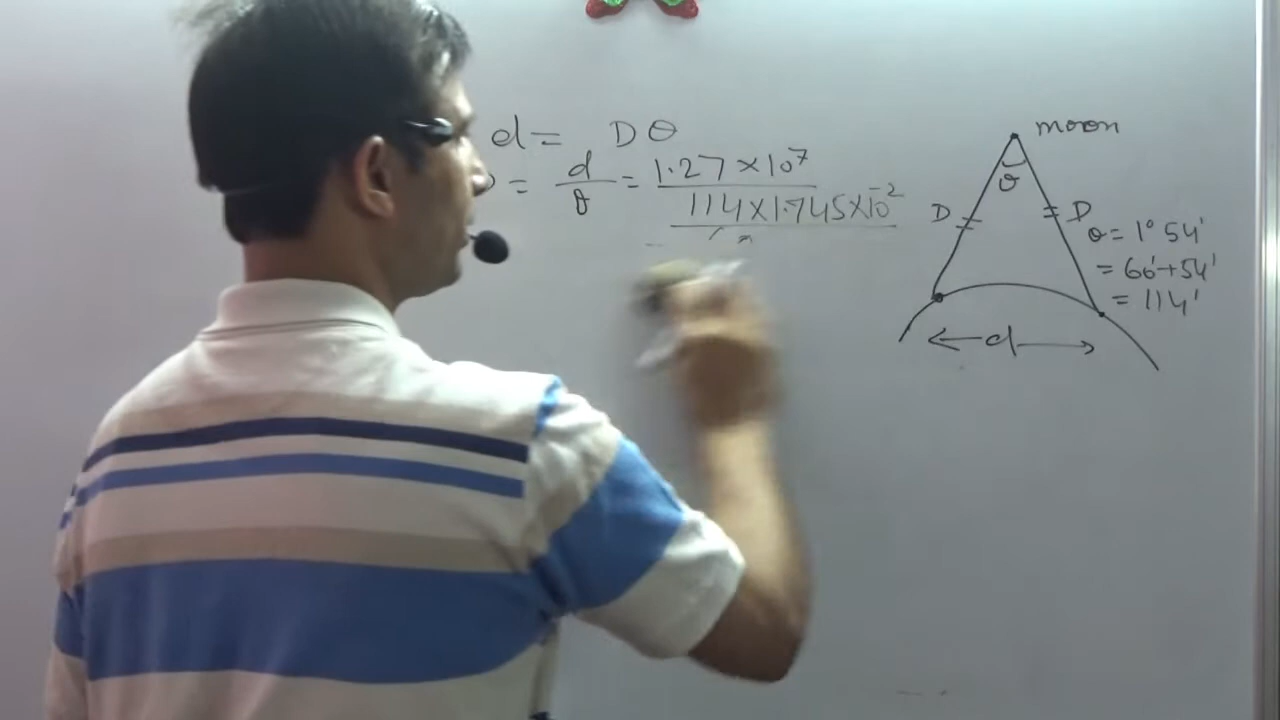 d = Dθ
= d/θ = 1.27 × 10⁷ / 114 × 1.745 × 10⁻²
moon
θ
D
D
θ = 1° 54'
= 60' + 54'
= 114'
d